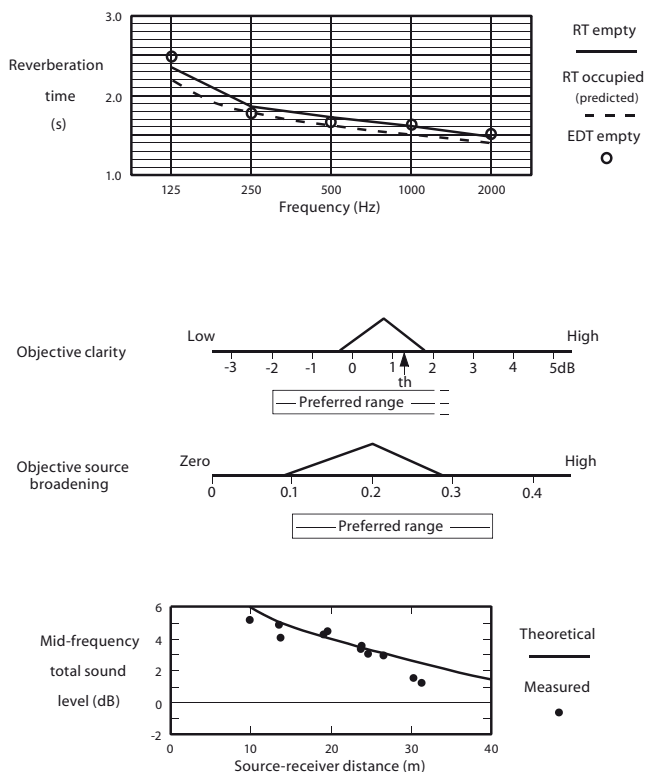 3.0
RT empty
Reverberation
time
(s)
RT occupied
(predicted)
2.0
EDT empty
1.0
125 250 500 1000 2000
Frequency (Hz)
Low High
Objective clarity
-3 -2 -1 0 1 2 3 4 5dB
th
Preferred range
Objective source
broadening
Zero High
0 0.1 0.2 0.3 0.4
Preferred range
6
Mid-frequency
total sound
level (dB)
4
2
0
-2
Theoretical
Measured
0 10 20 30 40
Source-receiver distance (m)